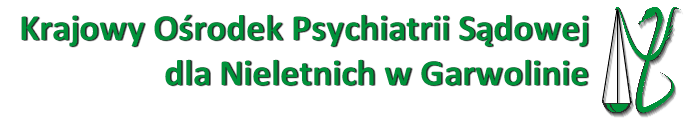 Krajowy Ośrodek Psychiatrii Sądowej
dla Nieletnich w Garwolinie